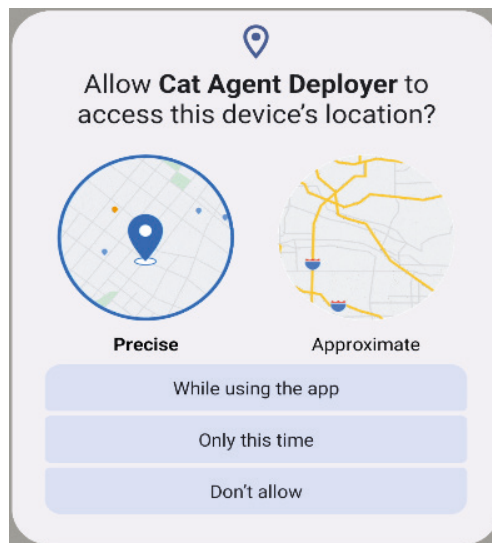 Allow Cat Agent Deployer to
access this device's location?
Precise
Approximate
While using the app
Only this time
Don't allow